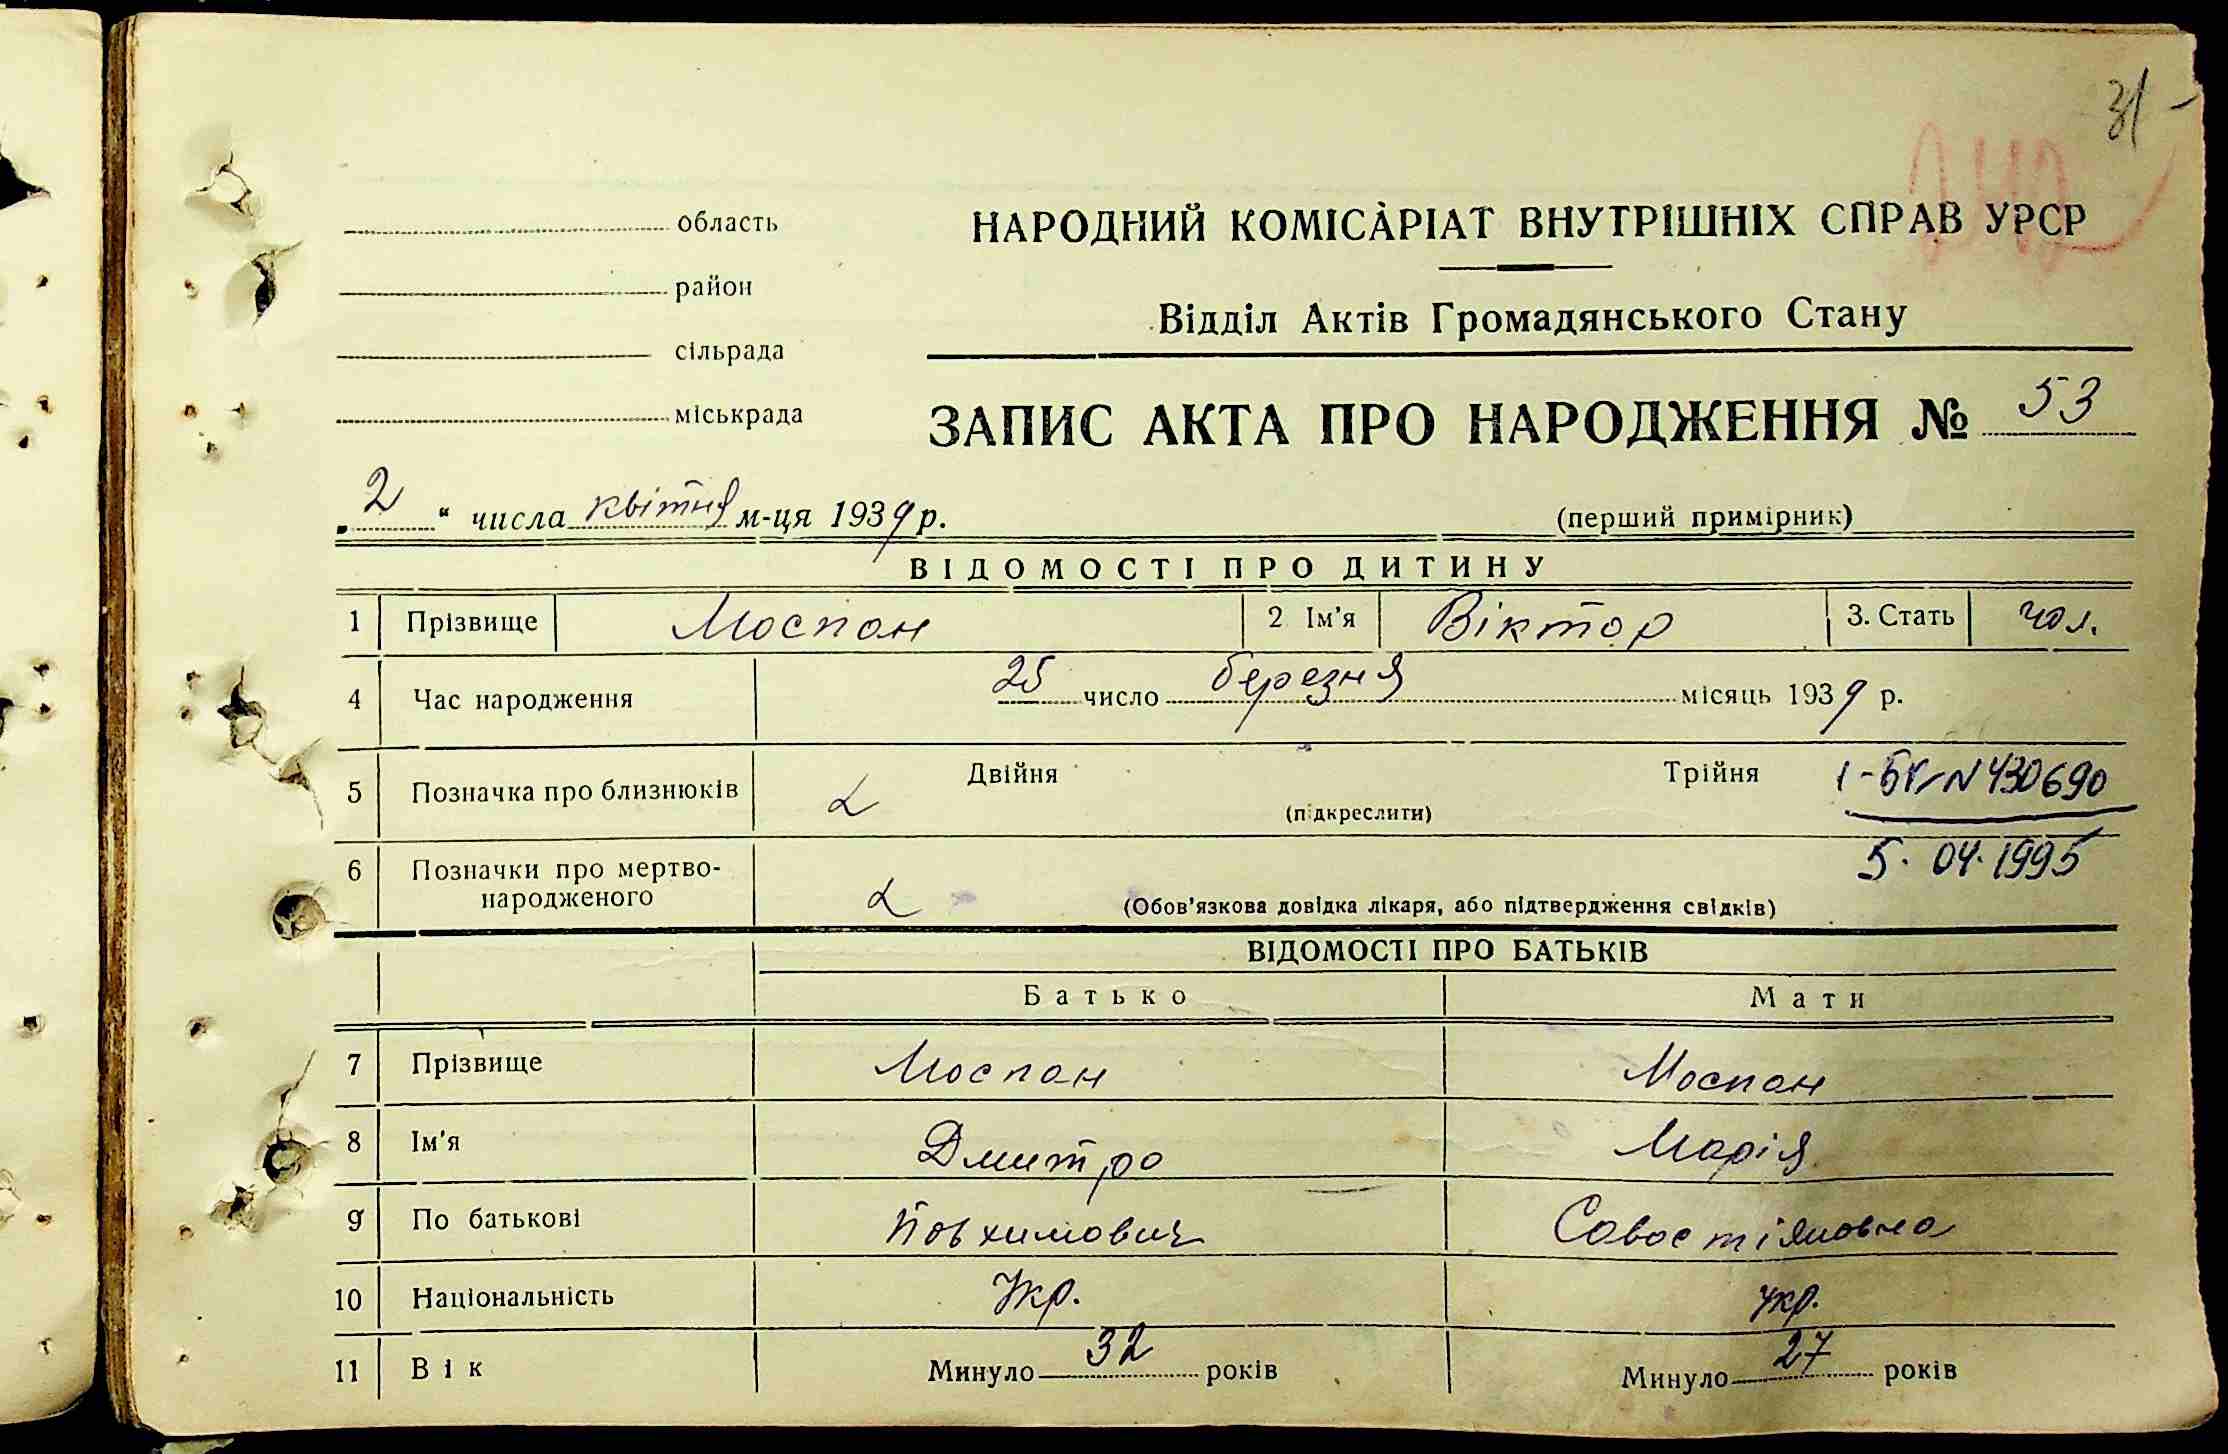 31
242
область
район
сільрада
міськрада
НАРОДНИЙ КОМІСАРІАТ ВНУТРІШНІХ СПРАВ УРСР
Відділ Актів Громадянського Стану
ЗАПИС АКТА ПРО НАРОДЖЕННЯ № 53
„2“ числа квітня м-ця 1939 р.
(перший примірник)
ВІДОМОСТІ ПРО ДИТИНУ
1 Прізвище Моспан 2 Ім'я Віктор 3. Стать чол.
4 Час народження 25 число березня місяць 1939 р.
5 Позначка про близнюків Двійня Трійня (підкреслити)
N 430690
5. 04. 1995
6 Позначки про мертво-
народженого (Обов'язкова довідка лікаря, або підтвердження свідків)
ВІДОМОСТІ ПРО БАТЬКІВ
Батько Мати
7 Прізвище Моспан Моспан
8 Ім'я Дмитро Марія
9 По батькові Йовхимович Савостіяновна
10 Національність Укр. укр.
11 Вік Минуло 32 років Минуло 27 років